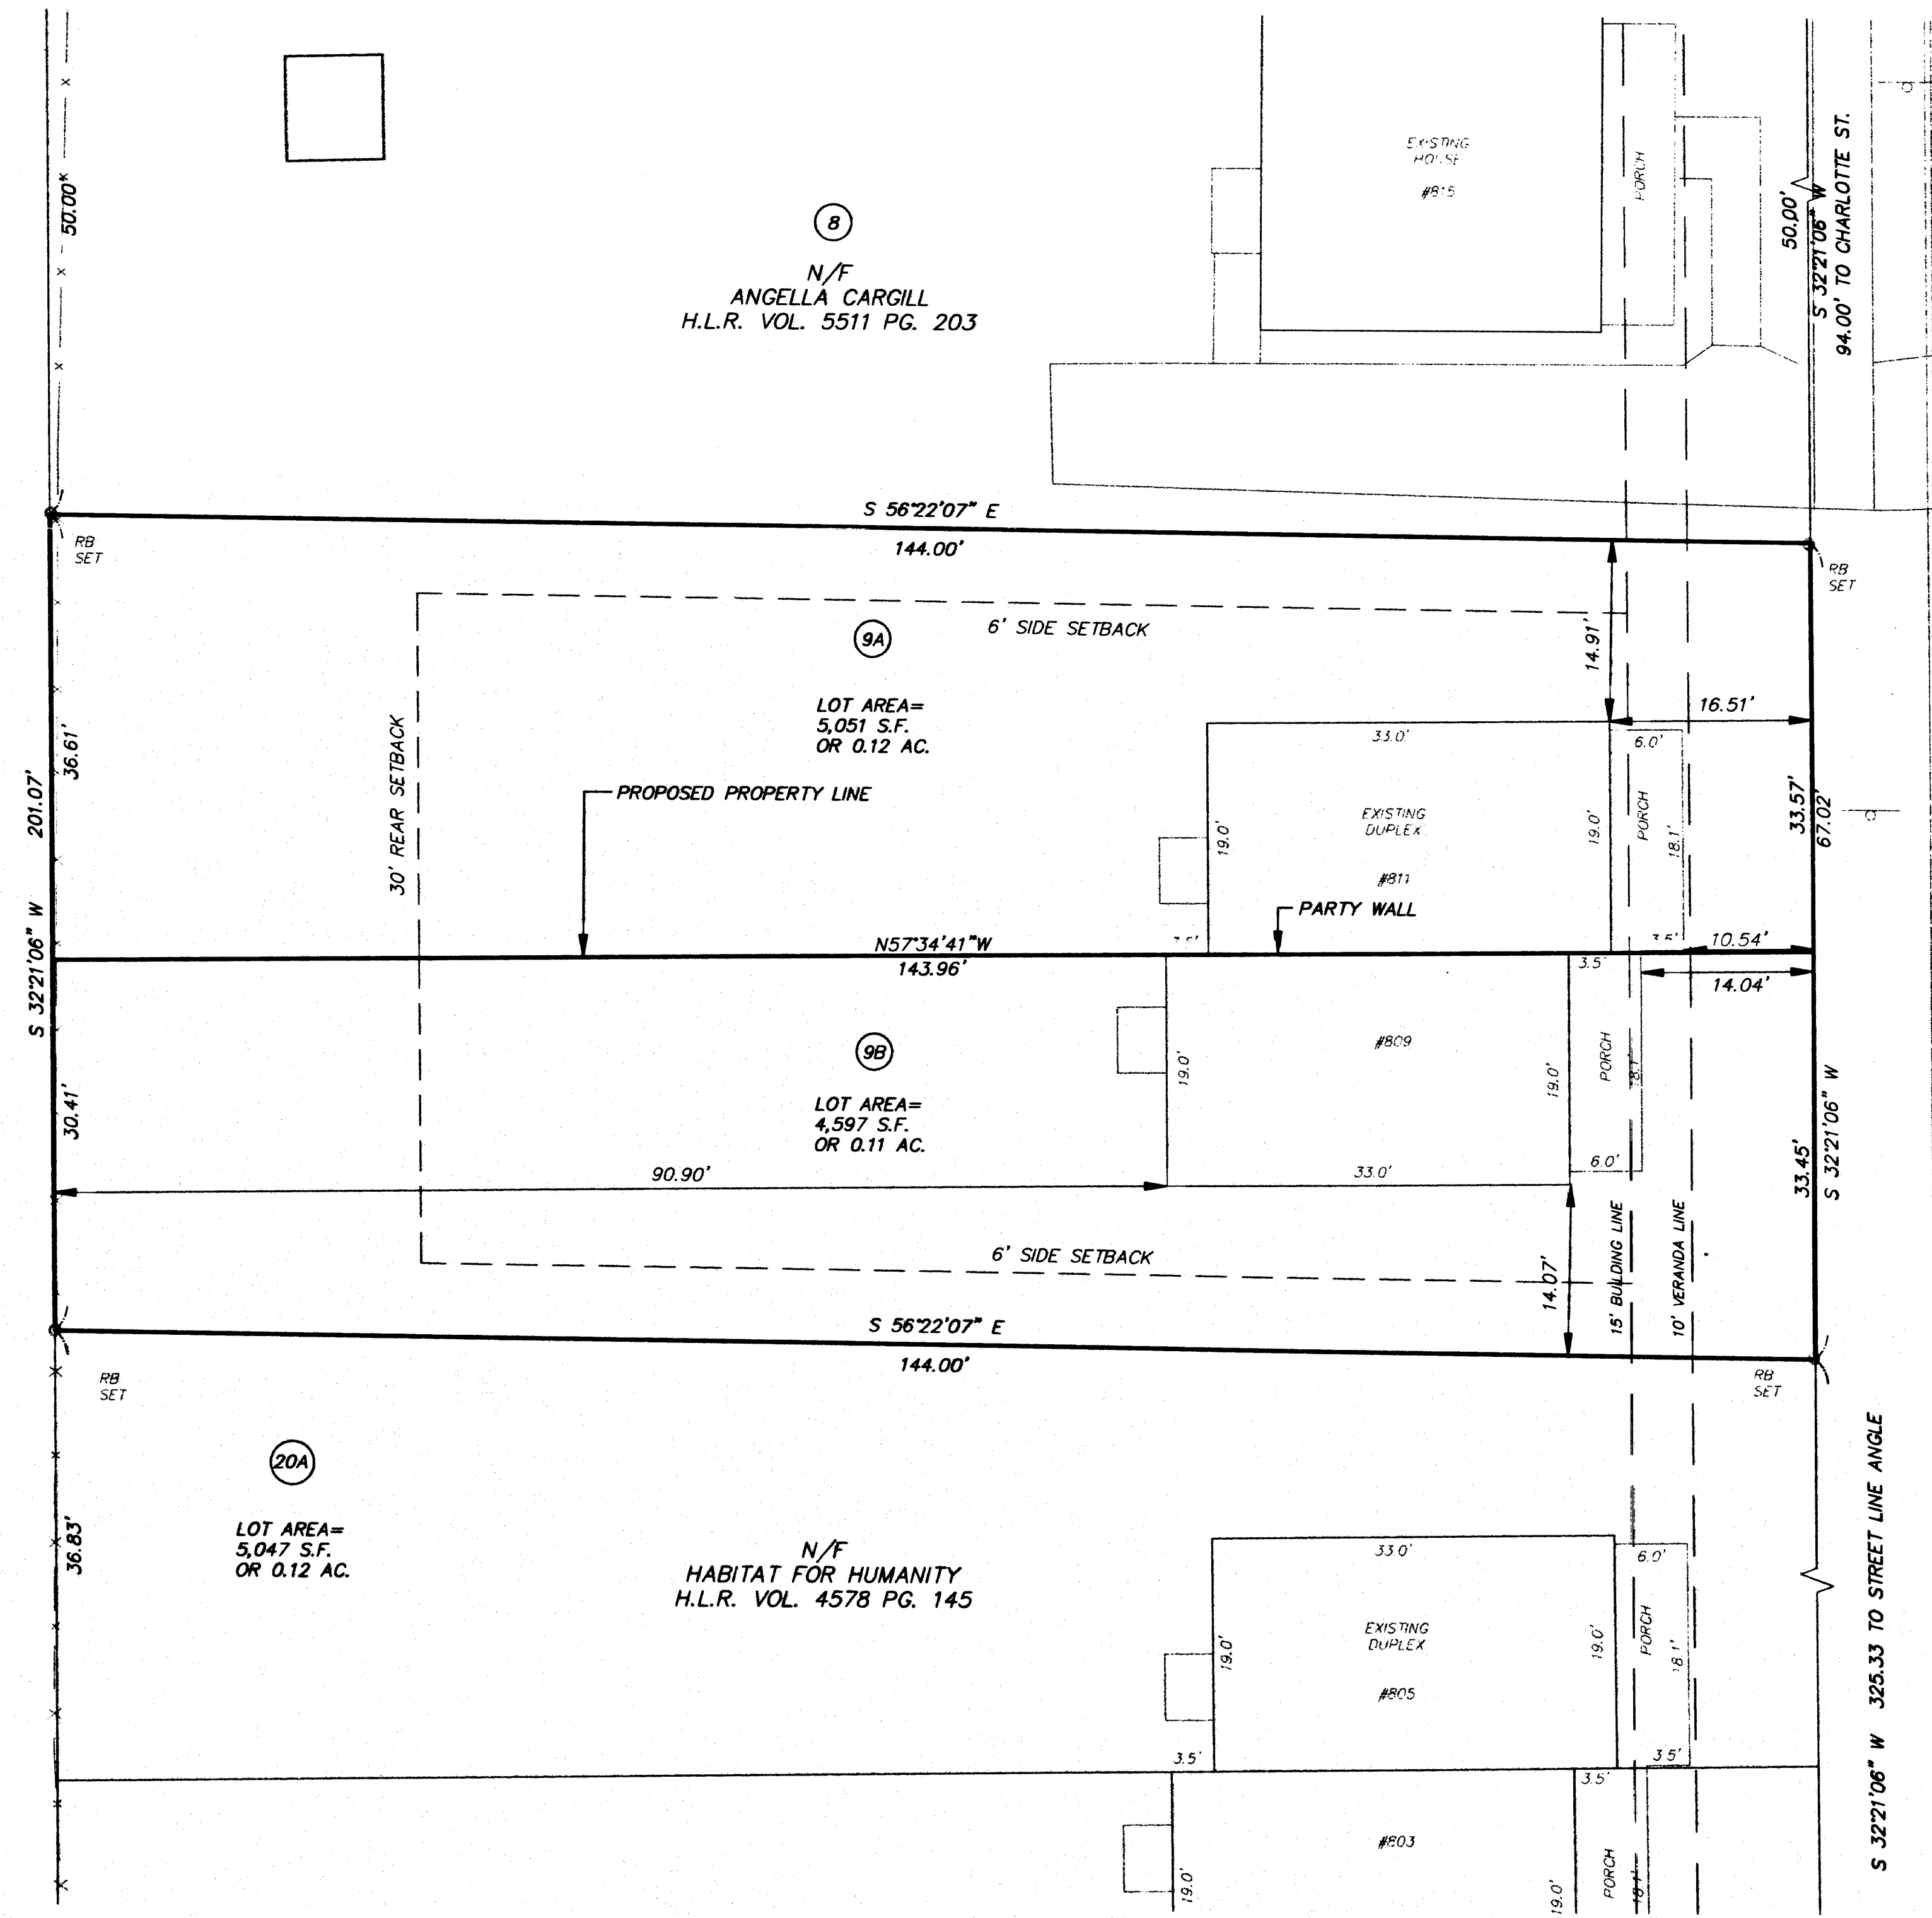 50.00'
8
N/F
ANGELLA CARGILL
H.L.R. VOL. 5511 PG. 203
EXISTING
HOUSE
#815
PORCH
50.00'
S 32°21'06" W
94.00' TO CHARLOTTE ST.
S 56°22'07" E
144.00'
RB
SET
RB
SET
6' SIDE SETBACK
9A
LOT AREA=
5,051 S.F.
OR 0.12 AC.
14.91'
16.51'
36.61'
30' REAR SETBACK
PROPOSED PROPERTY LINE
33.0'
6.0'
EXISTING
DUPLEX
#811
19.0'
19.0'
PORCH
18.1'
33.57'
67.02'
201.07'
S 32°21'06" W
PARTY WALL
N57°34'41"W
143.96'
3.5'
10.54'
3.5'
14.04'
9B
LOT AREA=
4,597 S.F.
OR 0.11 AC.
#809
19.0'
19.0'
PORCH
18.1'
30.41'
90.90'
33.0'
6.0'
33.45'
S 32°21'06" W
6' SIDE SETBACK
14.07'
15' BUILDING LINE
10' VERANDA LINE
S 56°22'07" E
144.00'
RB
SET
RB
SET
20A
LOT AREA=
5,047 S.F.
OR 0.12 AC.
36.83'
N/F
HABITAT FOR HUMANITY
H.L.R. VOL. 4578 PG. 145
33.0'
6.0'
EXISTING
DUPLEX
#805
19.0'
19.0'
PORCH
18.1'
3.5'
3.5'
3.5'
#803
19.0'
19.0'
PORCH
18.1'
S 32°21'06" W 325.33 TO STREET LINE ANGLE